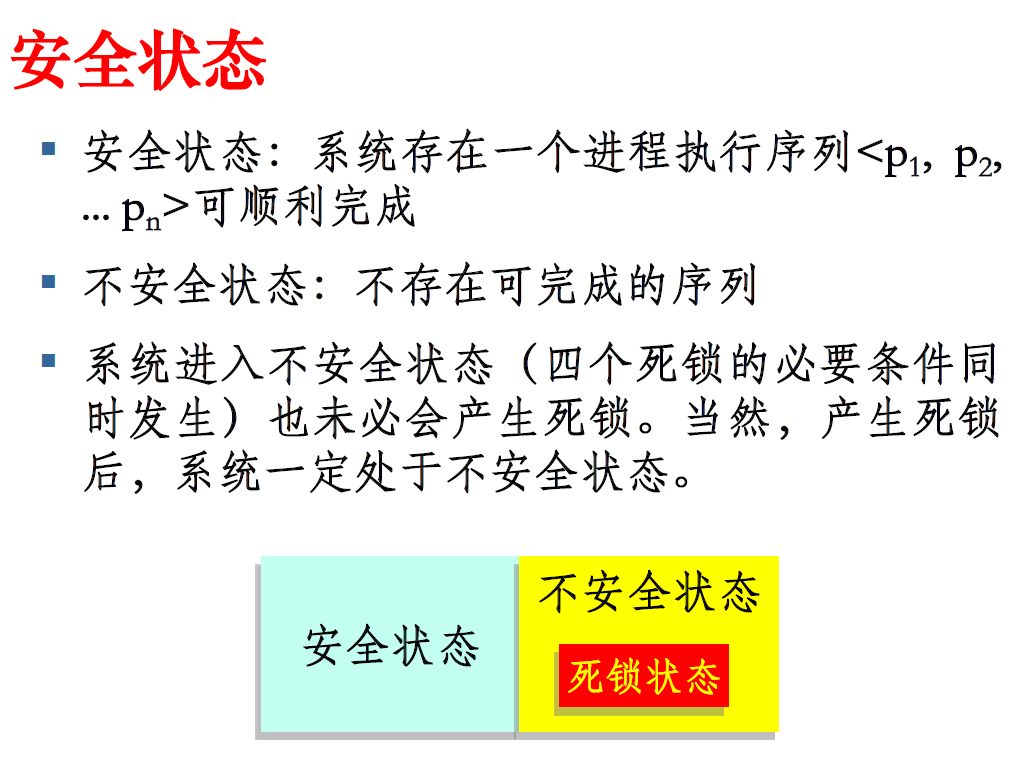 安全状态
▪ 安全状态：系统存在一个进程执行序列<p1, p2,
... pn>可顺利完成
▪ 不安全状态：不存在可完成的序列
▪ 系统进入不安全状态（四个死锁的必要条件同
时发生）也未必会产生死锁。当然，产生死锁
后，系统一定处于不安全状态。
不安全状态
安全状态
死锁状态